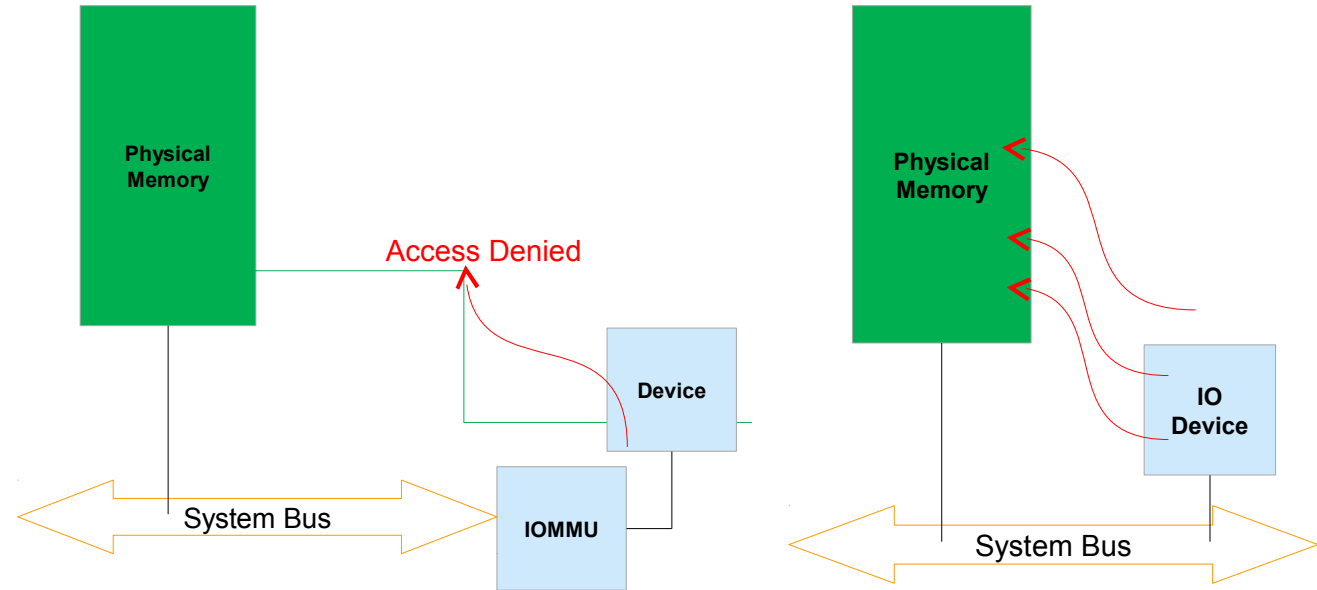 Physical
Memory
Access Denied
Device
IOMMU
System Bus
Physical
Memory
IO
Device
System Bus